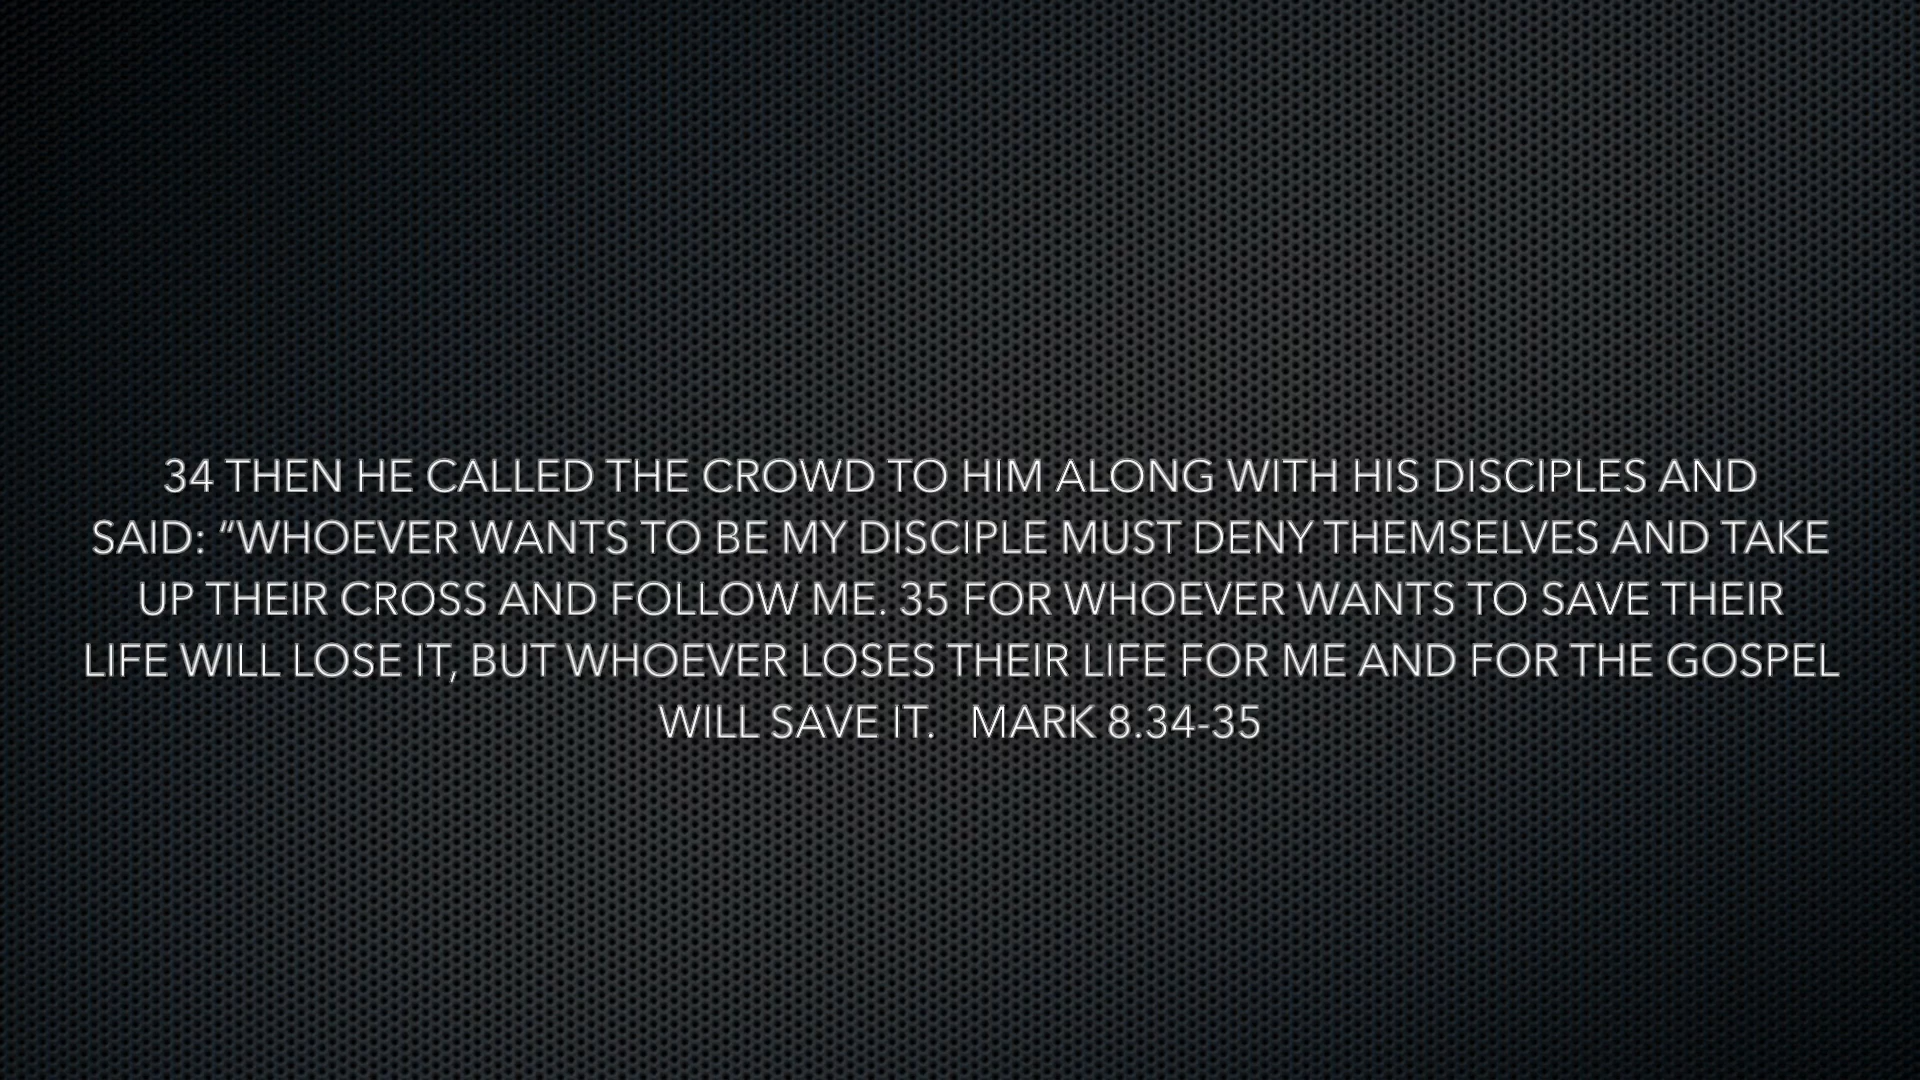 34 THEN HE CALLED THE CROWD TO HIM ALONG WITH HIS DISCIPLES AND
SAID: “WHOEVER WANTS TO BE MY DISCIPLE MUST DENY THEMSELVES AND TAKE
UP THEIR CROSS AND FOLLOW ME. 35 FOR WHOEVER WANTS TO SAVE THEIR
LIFE WILL LOSE IT, BUT WHOEVER LOSES THEIR LIFE FOR ME AND FOR THE GOSPEL
WILL SAVE IT.   MARK 8.34-35